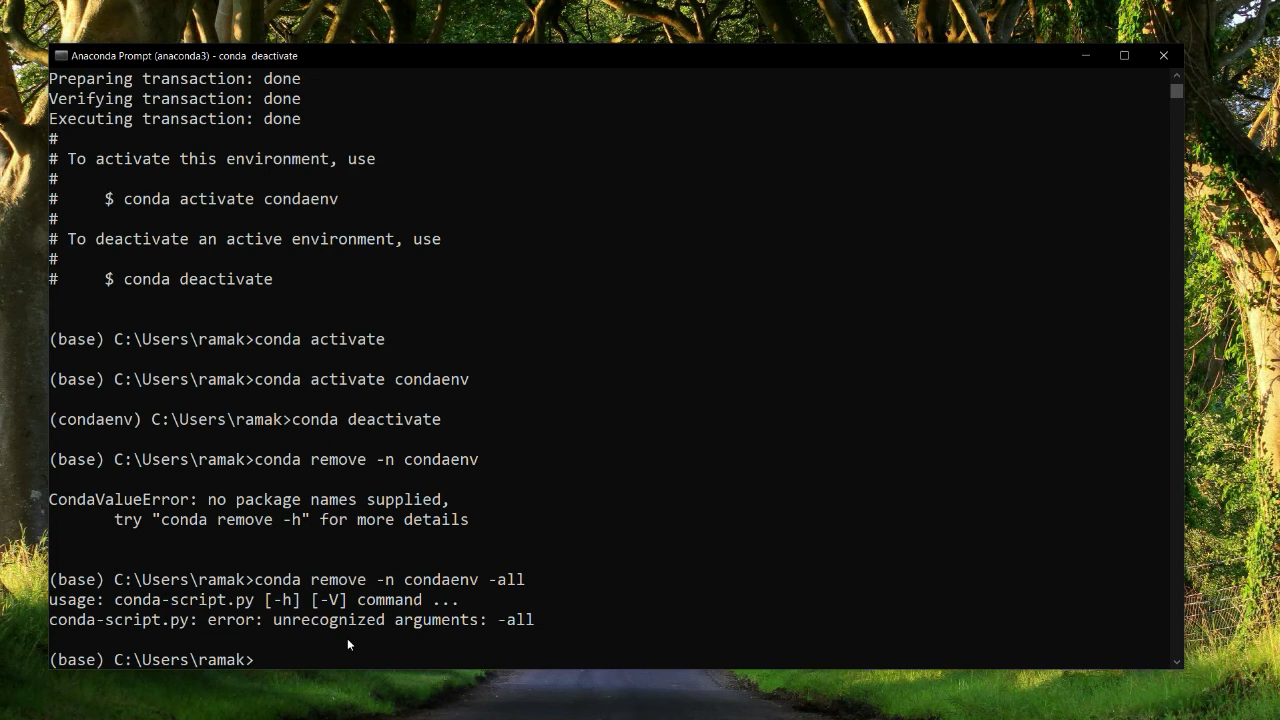 Anaconda Prompt (anaconda3) - conda  deactivate
Preparing transaction: done
Verifying transaction: done
Executing transaction: done
#
# To activate this environment, use
#
#     $ conda activate condaenv
#
# To deactivate an active environment, use
#
#     $ conda deactivate
(base) C:\Users\ramak>conda activate
(base) C:\Users\ramak>conda activate condaenv
(condaenv) C:\Users\ramak>conda deactivate
(base) C:\Users\ramak>conda remove -n condaenv
CondaValueError: no package names supplied,
       try "conda remove -h" for more details
(base) C:\Users\ramak>conda remove -n condaenv -all
usage: conda-script.py [-h] [-V] command ...
conda-script.py: error: unrecognized arguments: -all
(base) C:\Users\ramak>